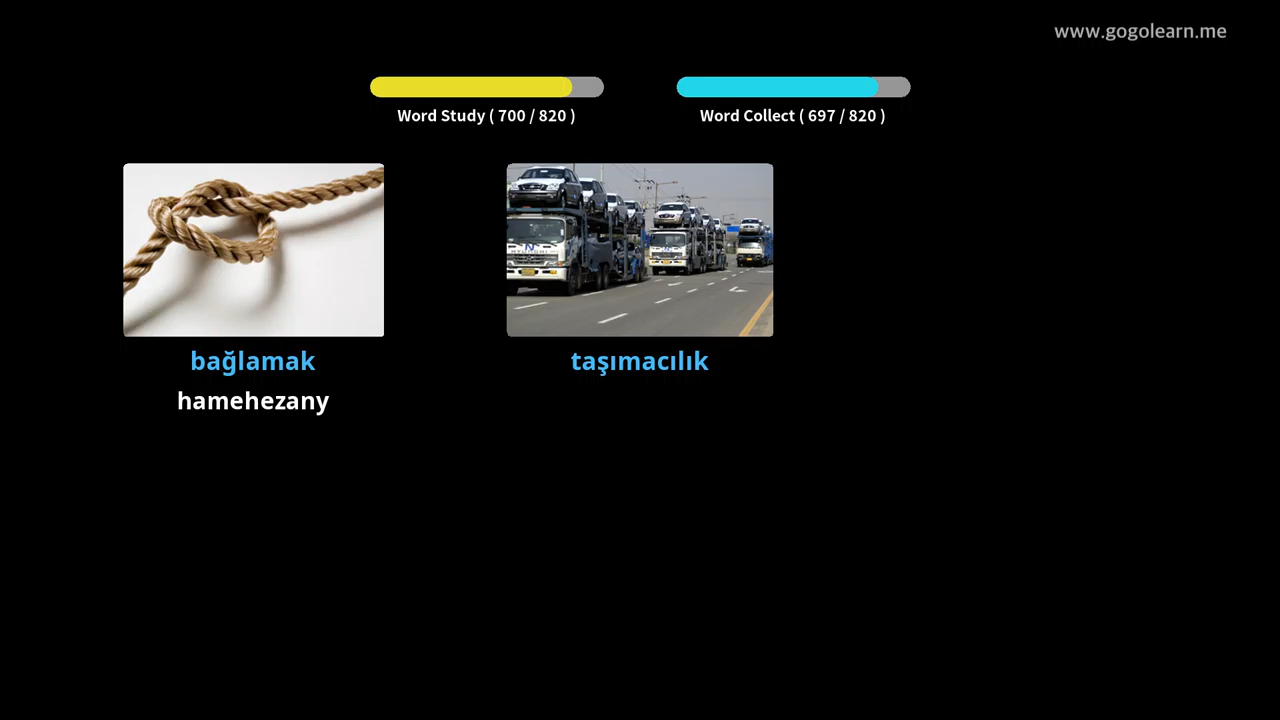 www.gogolearn.me
Word Study ( 700 / 820 )
Word Collect ( 697 / 820 )
bağlamak
taşımacılık
hamehezany